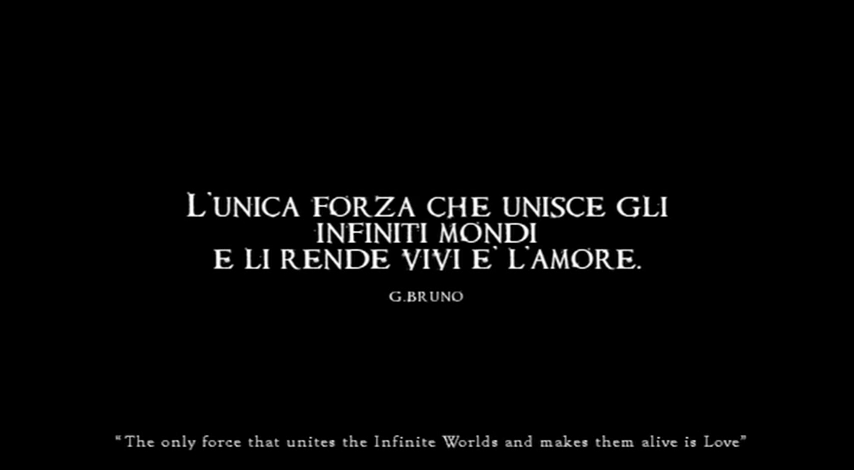 L'UNICA FORZA CHE UNISCE GLI
INFINITI MONDI
E LI RENDE VIVI E' L'AMORE.
G.BRUNO
“The only force that unites the Infinite Worlds and makes them alive is Love”